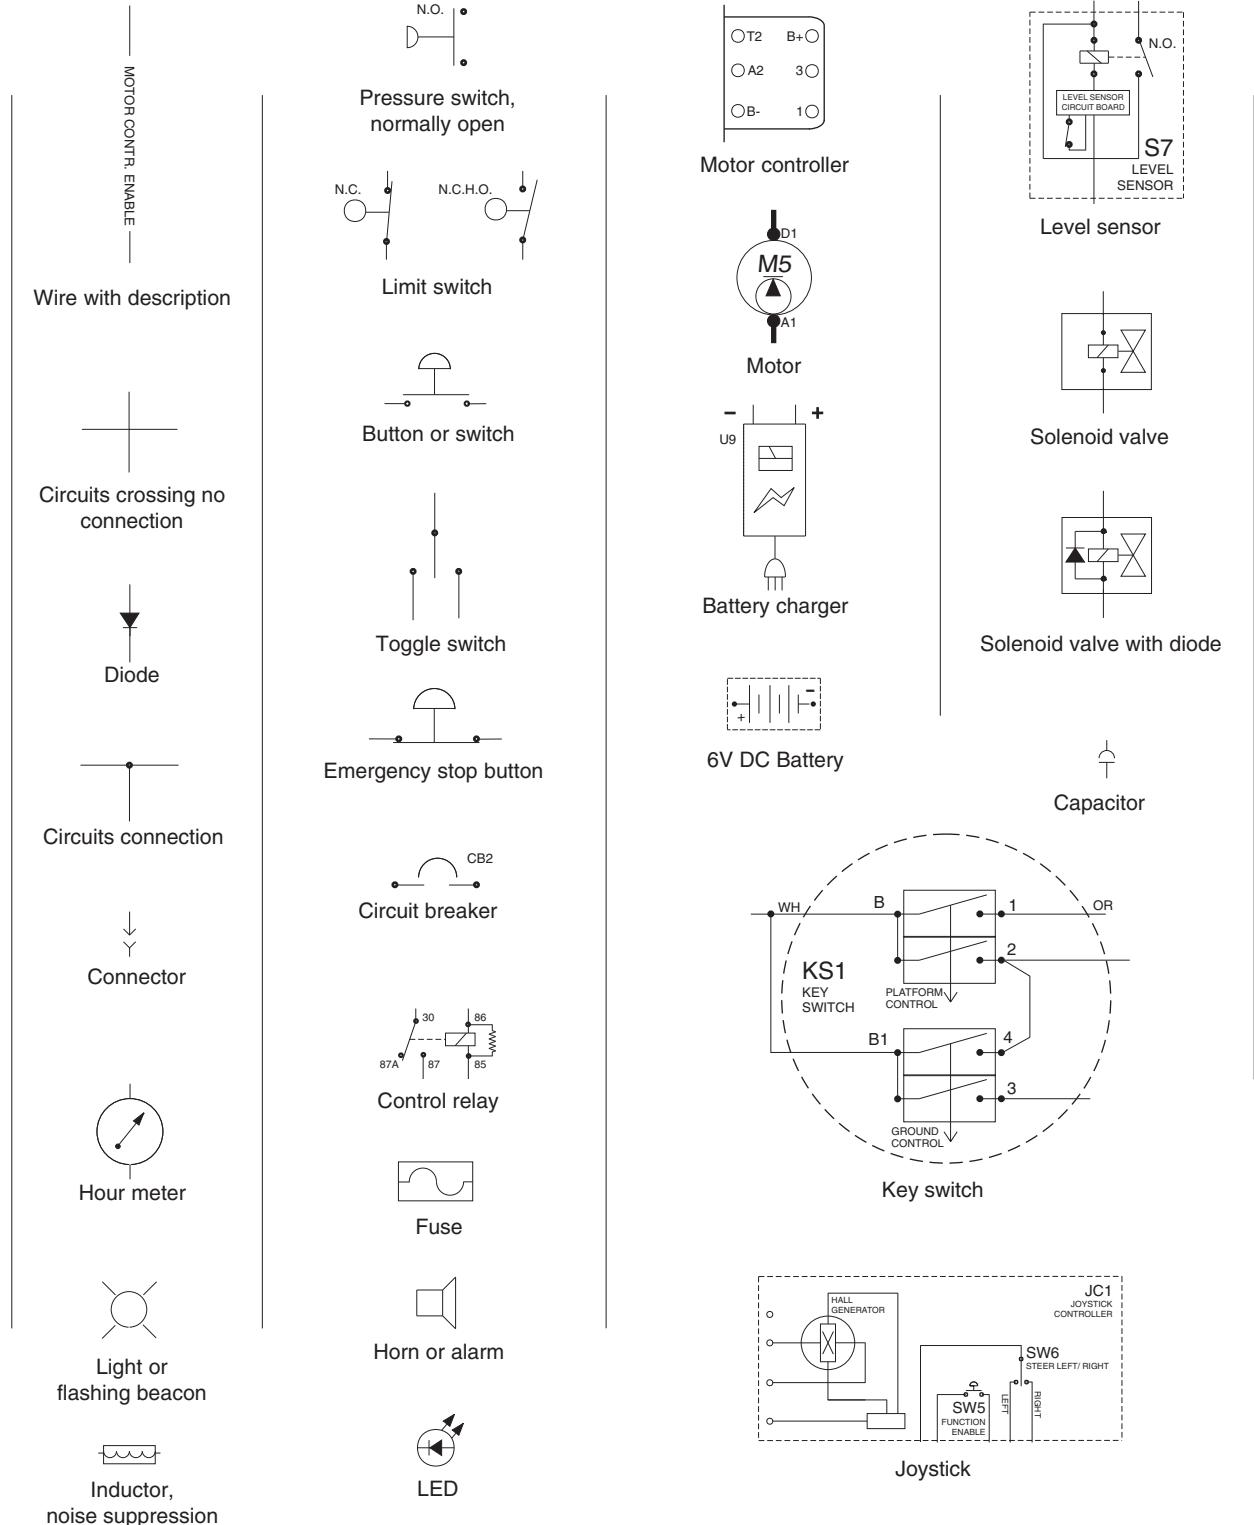 MOTOR CONTR. ENABLE
Wire with description
Circuits crossing no
connection
Diode
Circuits connection
Connector
Hour meter
Light or
flashing beacon
Inductor,
noise suppression
N.O.
Pressure switch,
normally open
N.C.
N.C.H.O.
Limit switch
Button or switch
Toggle switch
Emergency stop button
CB2
Circuit breaker
30
86
87A
87
85
Control relay
Fuse
Horn or alarm
LED
T2
B+
A2
3
B-
1
Motor controller
D1
M5
A1
Motor
− +
U9
Battery charger
−
+
6V DC Battery
N.O.
LEVEL SENSOR
CIRCUIT BOARD
S7
LEVEL
SENSOR
Level sensor
Solenoid valve
Solenoid valve with diode
Capacitor
WH
B
1
OR
2
KS1
KEY
SWITCH
PLATFORM
CONTROL
B1
4
3
GROUND
CONTROL
Key switch
JC1
JOYSTICK
CONTROLLER
HALL
GENERATOR
SW6
STEER LEFT/ RIGHT
LEFT
RIGHT
SW5
FUNCTION
ENABLE
Joystick